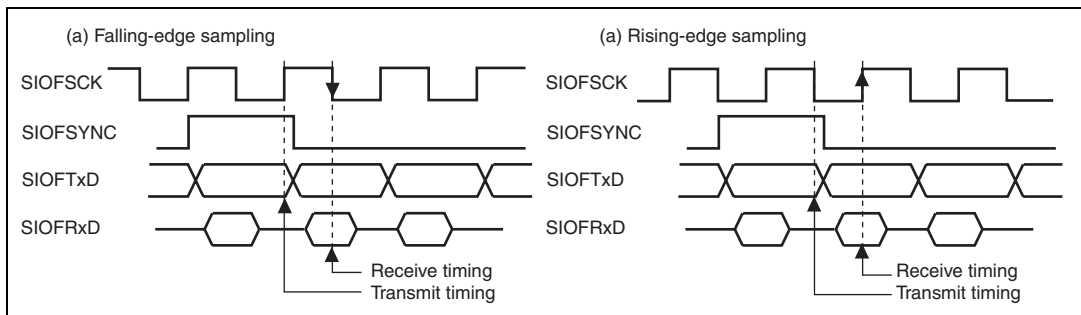 (a) Falling-edge sampling
SIOFSCK
SIOFSYNC
SIOFTxD
SIOFRxD
Receive timing
Transmit timing
(a) Rising-edge sampling
SIOFSCK
SIOFSYNC
SIOFTxD
SIOFRxD
Receive timing
Transmit timing